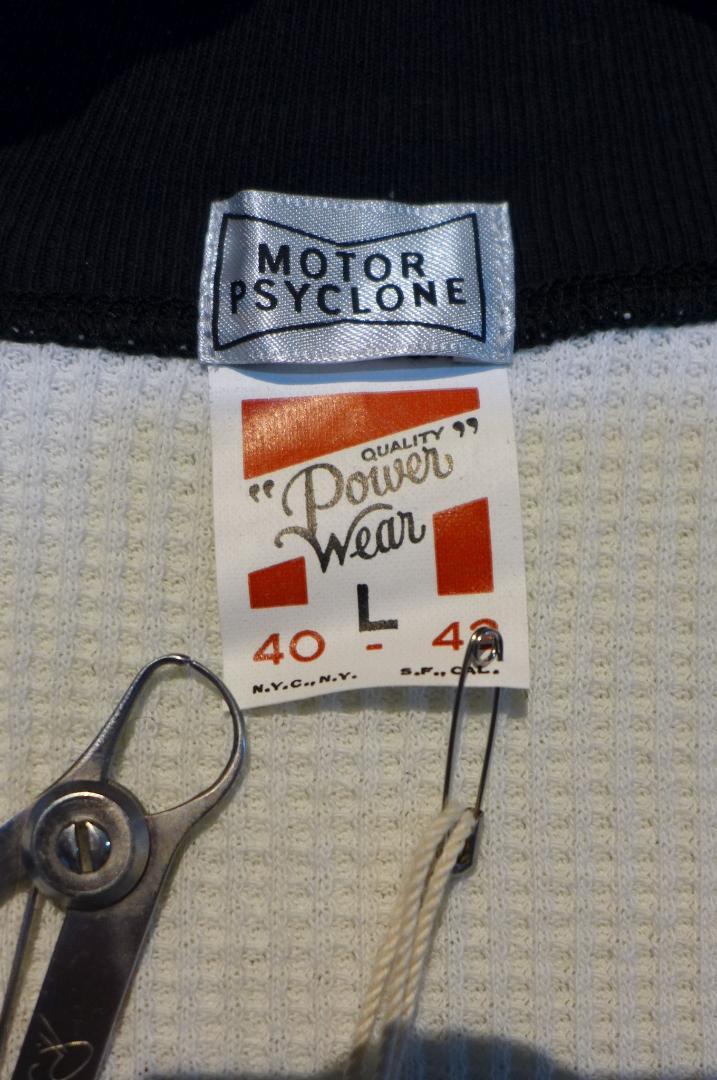 MOTOR
PSYCLONE
QUALITY ”
“ Power
Wear
L
40 - 42
N.Y.C., N.Y. S.F., CAL.